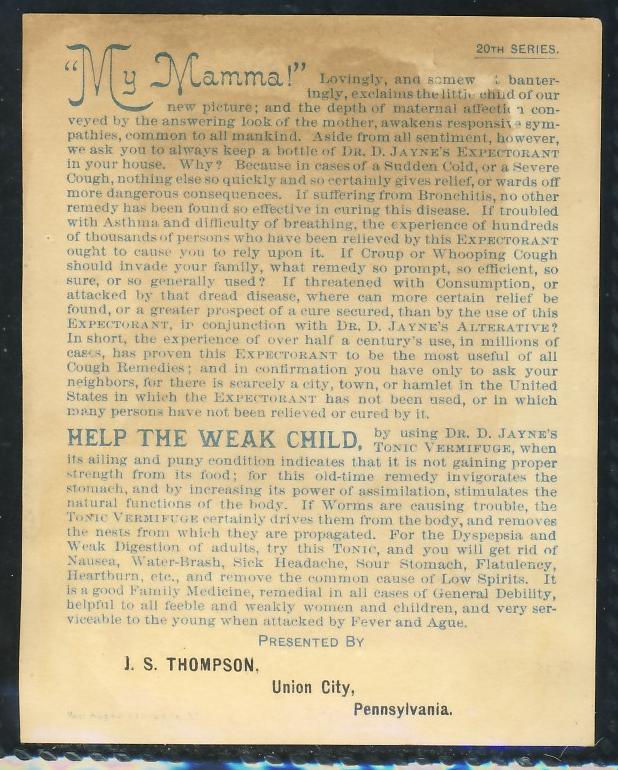 20TH SERIES.
"My Mamma!" Lovingly, and somew banter-
ingly, exclaims the little child of our
new picture; and the depth of maternal affecti n con-
veyed by the answering look of the mother, awakens responsive sym-
pathies, common to all mankind. Aside from all sentiment, however,
we ask you to always keep a bottle of DR. D. JAYNE'S EXPECTORANT
in your house. Why? Because in cases of a Sudden Cold, or a Severe
Cough, nothing else so quickly and so certainly gives relief, or wards off
more dangerous consequences. If suffering from Bronchitis, no other
remedy has been found so effective in curing this disease. If troubled
with Asthma and difficulty of breathing, the experience of hundreds
of thousands of persons who have been relieved by this EXPECTORANT
ought to cause you to rely upon it. If Croup or Whooping Cough
should invade your family, what remedy so prompt, so efficient, so
sure, or so generally used? If threatened with Consumption, or
attacked by that dread disease, where can more certain relief be
found, or a greater prospect of a cure secured, than by the use of this
EXPECTORANT, in conjunction with DR. D. JAYNE'S ALTERATIVE?
In short, the experience of over half a century's use, in millions of
cases, has proven this EXPECTORANT to be the most useful of all
Cough Remedies; and in confirmation you have only to ask your
neighbors, for there is scarcely a city, town, or hamlet in the United
States in which the EXPECTORANT has not been used, or in which
many persons have not been relieved or cured by it.
HELP THE WEAK CHILD, by using DR. D. JAYNE'S
TONIC VERMIFUGE, when
its ailing and puny condition indicates that it is not gaining proper
strength from its food; for this old-time remedy invigorates the
stomach, and by increasing its power of assimilation, stimulates the
natural functions of the body. If Worms are causing trouble, the
TONIC VERMIFUGE certainly drives them from the body, and removes
the nests from which they are propagated. For the Dyspepsia and
Weak Digestion of adults, try this TONIC, and you will get rid of
Nausea, Water-Brash, Sick Headache, Sour Stomach, Flatulency,
Heartburn, etc., and remove the common cause of Low Spirits. It
is a good Family Medicine, remedial in all cases of General Debility,
helpful to all feeble and weakly women and children, and very ser-
viceable to the young when attacked by Fever and Ague.
PRESENTED BY
J. S. THOMPSON,
Union City,
Pennsylvania.